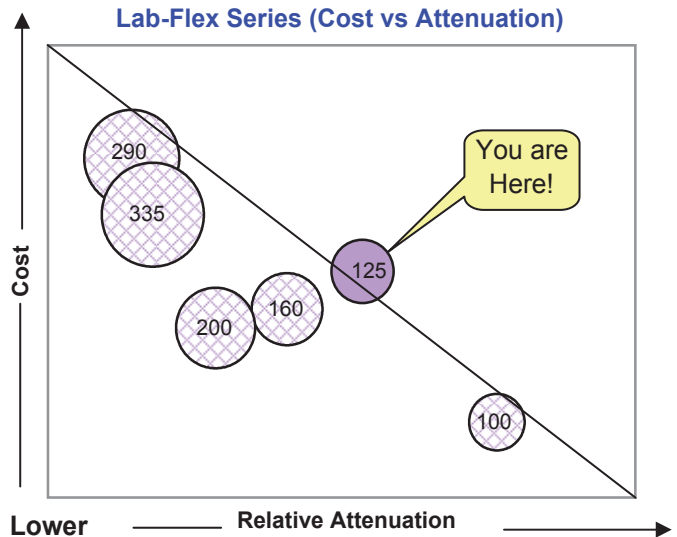 Lab-Flex Series (Cost vs Attenuation)
290
You are
Here!
335
Cost
125
160
200
100
Lower
Relative Attenuation